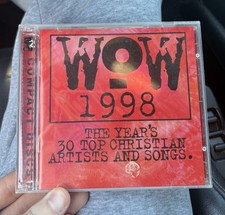 2
COMPACT DISCS
WOW
1998
THE YEAR'S
30 TOP CHRISTIAN
ARTISTS AND SONGS.